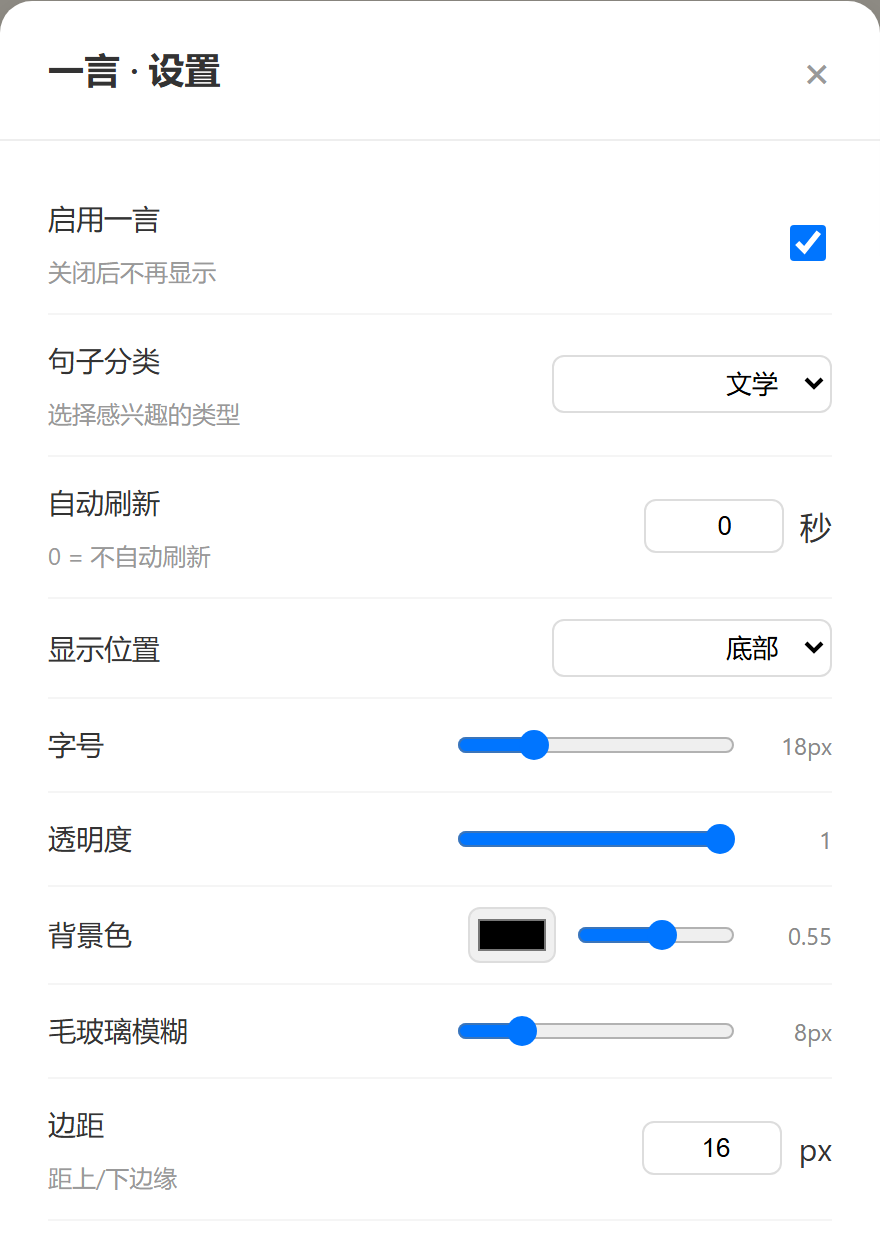 一言 · 设置
×
启用一言
关闭后不再显示
句子分类
文学
选择感兴趣的类型
自动刷新
0 秒
0 = 不自动刷新
显示位置
底部
字号
18px
透明度
1
背景色
0.55
毛玻璃模糊
8px
边距
16 px
距上/下边缘